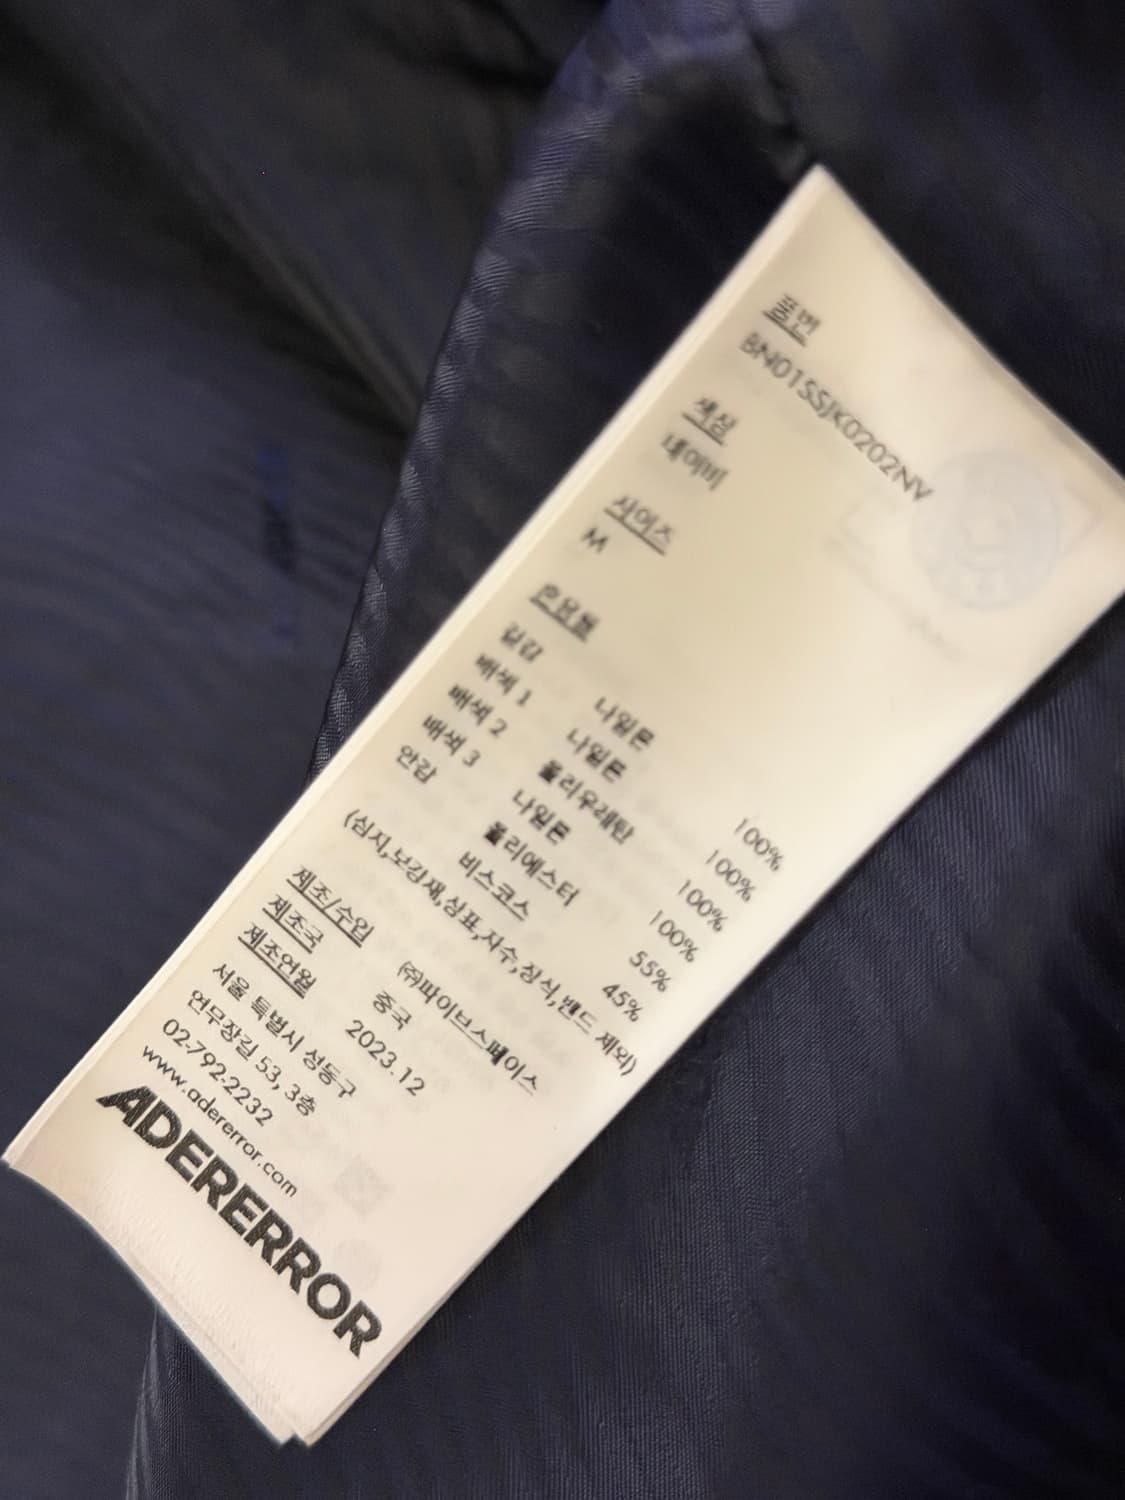 품번
BN01SSJK0202NV
색상
네이비
사이즈
M
혼용률
겉감 나일론 100%
배색 1 나일론 100%
배색 2 폴리우레탄 100%
배색 3 나일론 100%
안감 폴리에스터 55%
비스코스 45%
(심지,보강재,상표,자수,장식,밴드 제외)
제조/수입 ㈜파이브스페이스
제조국 중국
제조연월 2023.12
서울 특별시 성동구
연무장길 53, 3층
02-792-2232
www.adererror.com
ADERERROR